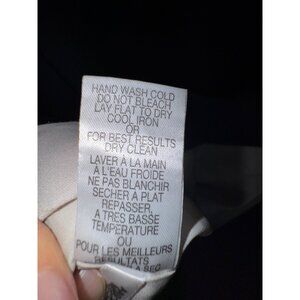 HAND WASH COLD
DO NOT BLEACH
LAY FLAT TO DRY
COOL IRON
OR
FOR BEST RESULTS
DRY CLEAN
LAVER À LA MAIN
A L'EAU FROIDE
NE PAS BLANCHIR
SECHER A PLAT
REPASSER
A TRES BASSE
TEMPERATURE
OU
POUR LES MEILLEURS
RESULTATS
A SEC